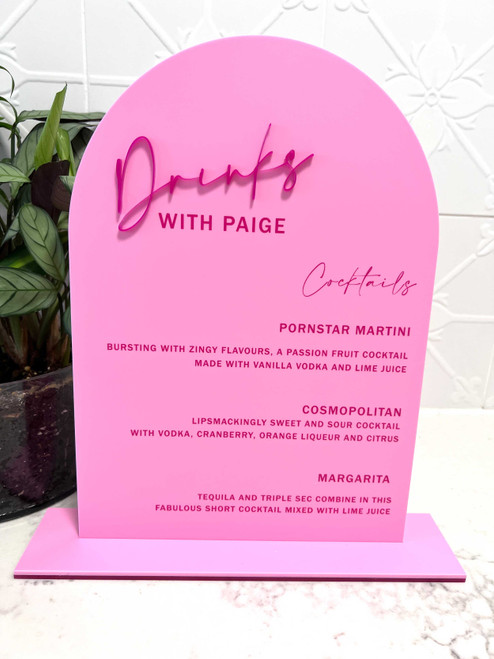 Drinks
WITH PAIGE
Cocktails
PORNSTAR MARTINI
BURSTING WITH ZINGY FLAVOURS, A PASSION FRUIT COCKTAIL
MADE WITH VANILLA VODKA AND LIME JUICE
COSMOPOLITAN
LIPSMACKINGLY SWEET AND SOUR COCKTAIL
WITH VODKA, CRANBERRY, ORANGE LIQUEUR AND CITRUS
MARGARITA
TEQUILA AND TRIPLE SEC COMBINE IN THIS
FABULOUS SHORT COCKTAIL MIXED WITH LIME JUICE